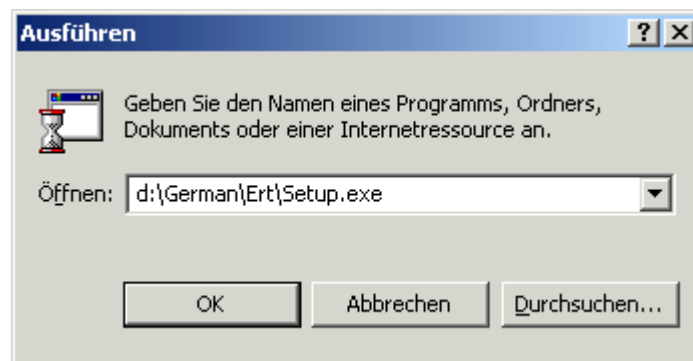 Ausführen
Geben Sie den Namen eines Programms, Ordners,
Dokuments oder einer Internetressource an.
Öffnen: d:\German\Ert\Setup.exe
OK Abbrechen Durchsuchen...